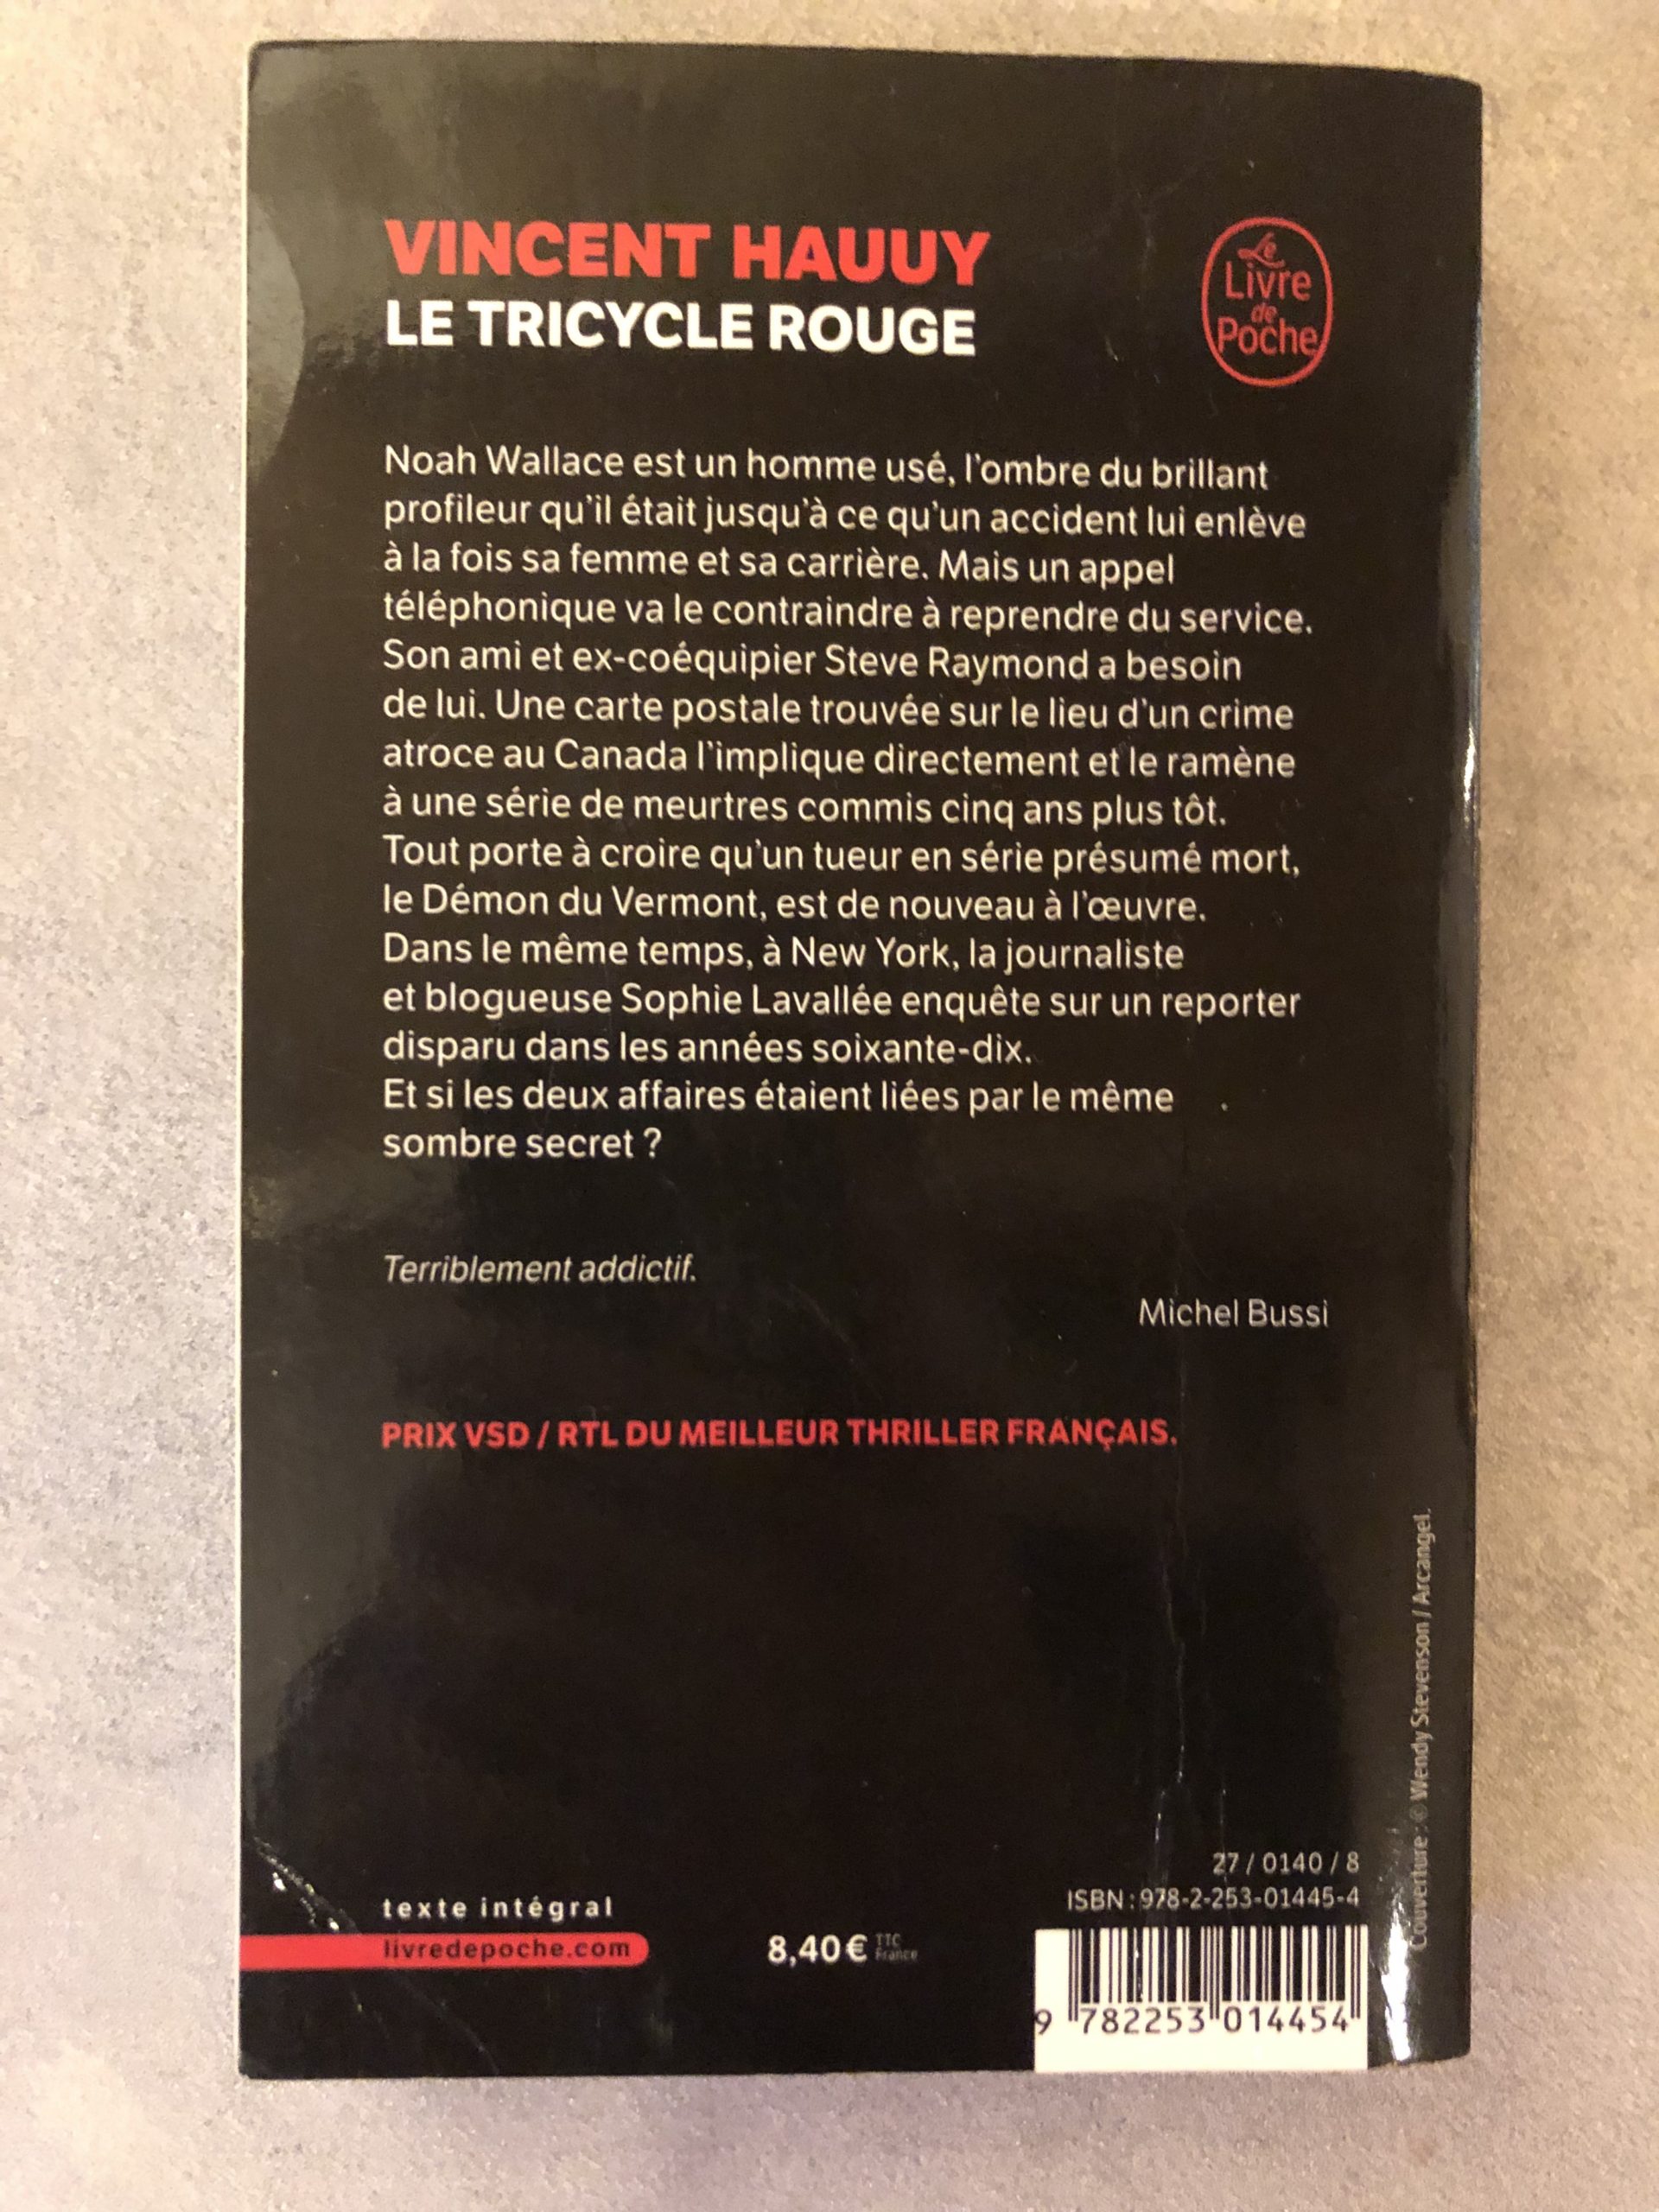 VINCENT HAUUY
LE TRICYCLE ROUGE
Le
Livre
de
Poche
Noah Wallace est un homme usé, l'ombre du brillant
profileur qu'il était jusqu'à ce qu'un accident lui enlève
à la fois sa femme et sa carrière. Mais un appel
téléphonique va le contraindre à reprendre du service.
Son ami et ex-coéquipier Steve Raymond a besoin
de lui. Une carte postale trouvée sur le lieu d'un crime
atroce au Canada l'implique directement et le ramène
à une série de meurtres commis cinq ans plus tôt.
Tout porte à croire qu'un tueur en série présumé mort,
le Démon du Vermont, est de nouveau à l'œuvre.
Dans le même temps, à New York, la journaliste
et blogueuse Sophie Lavallée enquête sur un reporter
disparu dans les années soixante-dix.
Et si les deux affaires étaient liées par le même
sombre secret ?
Terriblement addictif.
Michel Bussi
PRIX VSD / RTL DU MEILLEUR THRILLER FRANÇAIS.
Couverture : © Wendy Stevenson / Arcangel.
texte intégral
livredepoche.com
8,40 € TTC
France
27 / 0140 / 8
ISBN : 978-2-253-01445-4
9 782253 014454